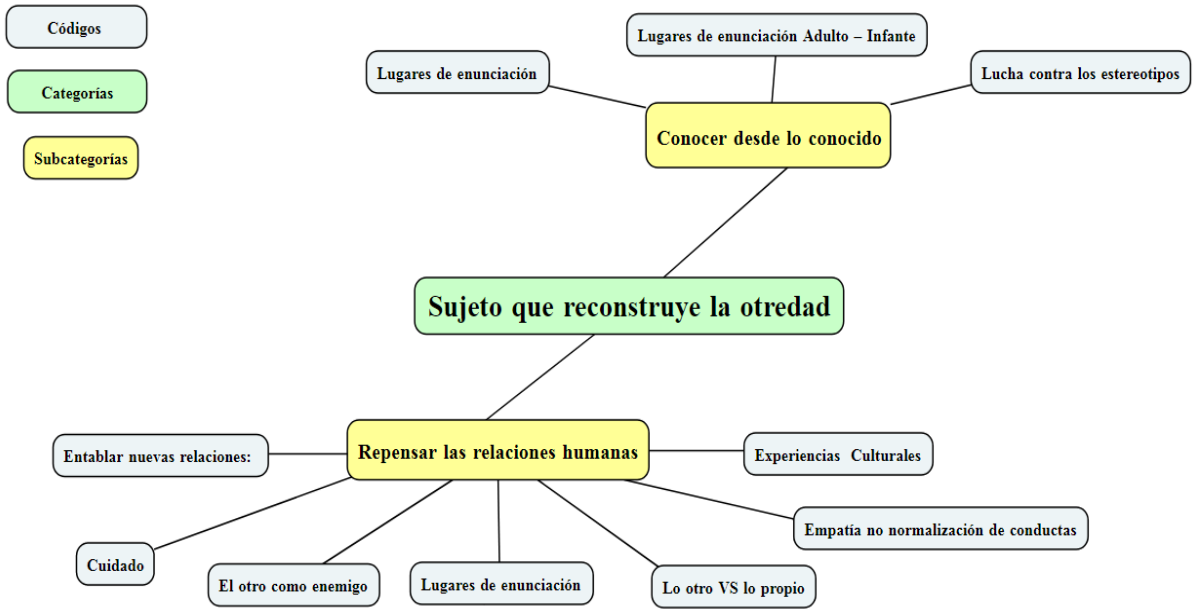 Códigos
Categorías
Subcategorías
Lugares de enunciación
Lugares de enunciación Adulto – Infante
Lucha contra los estereotipos
Conocer desde lo conocido
Sujeto que reconstruye la otredad
Repensar las relaciones humanas
Entablar nuevas relaciones:
Experiencias Culturales
Cuidado
El otro como enemigo
Lugares de enunciación
Lo otro VS lo propio
Empatía no normalización de conductas